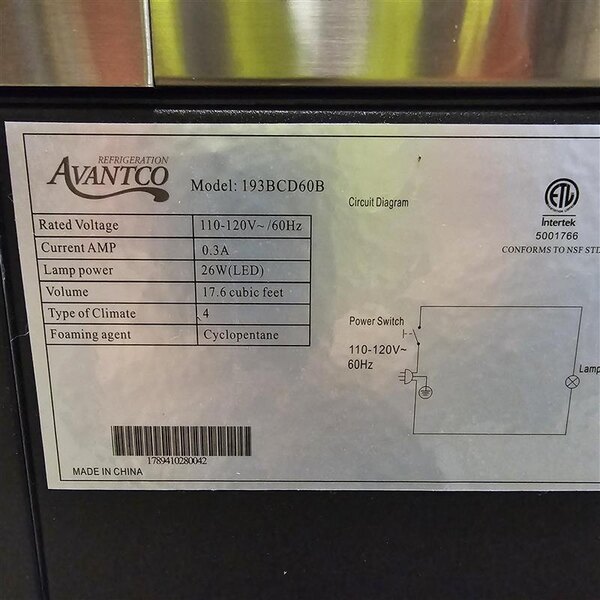 REFRIGERATION
AVANTCO
Model: 193BCD60B
Rated Voltage 110-120V~/60Hz
Current AMP 0.3A
Lamp power 26W(LED)
Volume 17.6 cubic feet
Type of Climate 4
Foaming agent Cyclopentane
1789410280042
MADE IN CHINA
Circuit Diagram
Power Switch
110-120V~
60Hz
Lamp
ETL
Intertek
5001766
CONFORMS TO NSF STD